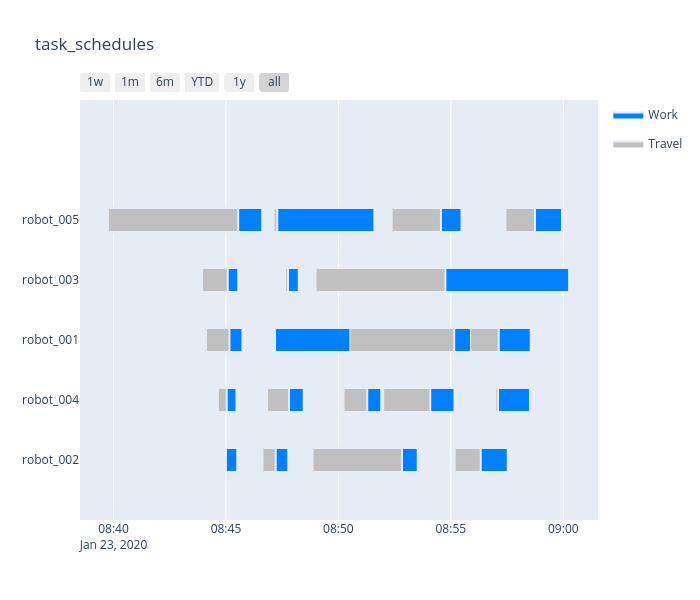 task_schedules
1w 1m 6m YTD 1y all
Work
Travel
robot_005
robot_003
robot_001
robot_004
robot_002
08:40 08:45 08:50 08:55 09:00
Jan 23, 2020